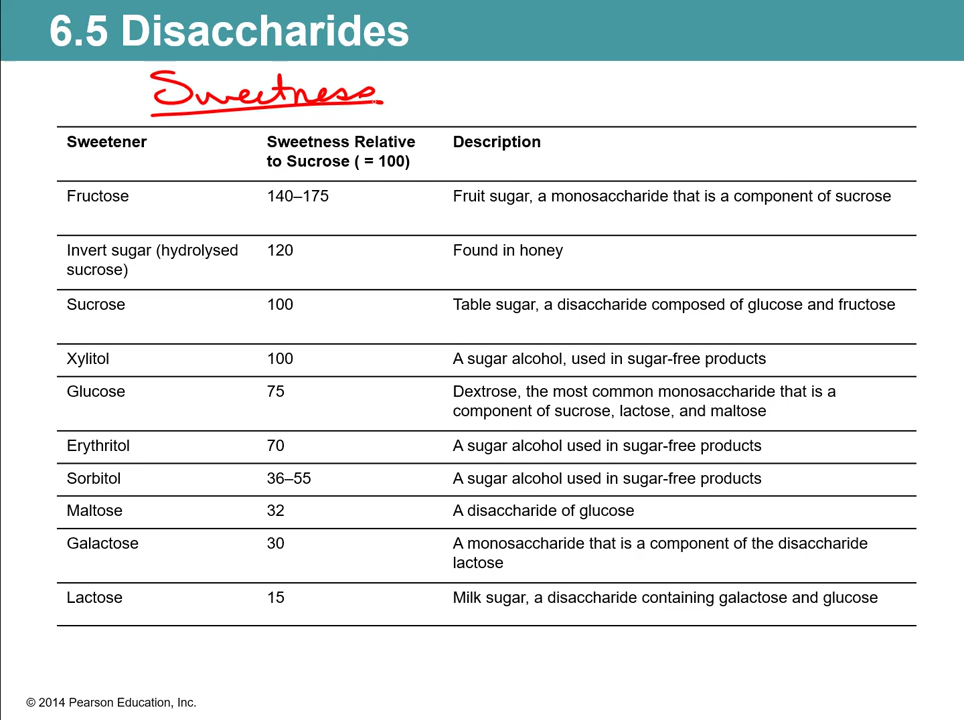 6.5 Disaccharides
Sweetness
Sweetener Sweetness Relative Description
to Sucrose ( = 100)
Fructose 140–175 Fruit sugar, a monosaccharide that is a component of sucrose
Invert sugar (hydrolysed 120 Found in honey
sucrose)
Sucrose 100 Table sugar, a disaccharide composed of glucose and fructose
Xylitol 100 A sugar alcohol, used in sugar-free products
Glucose 75 Dextrose, the most common monosaccharide that is a
component of sucrose, lactose, and maltose
Erythritol 70 A sugar alcohol used in sugar-free products
Sorbitol 36–55 A sugar alcohol used in sugar-free products
Maltose 32 A disaccharide of glucose
Galactose 30 A monosaccharide that is a component of the disaccharide
lactose
Lactose 15 Milk sugar, a disaccharide containing galactose and glucose
© 2014 Pearson Education, Inc.